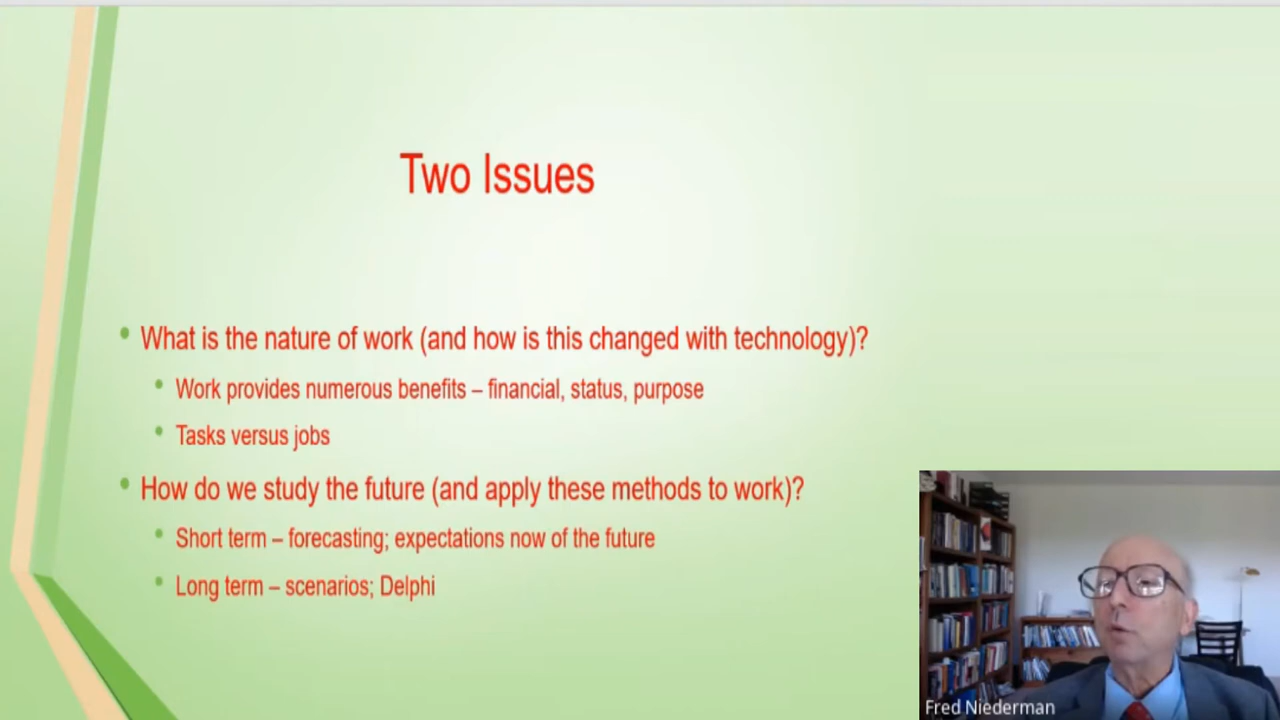 Two Issues
What is the nature of work (and how is this changed with technology)?
Work provides numerous benefits – financial, status, purpose
Tasks versus jobs
How do we study the future (and apply these methods to work)?
Short term – forecasting; expectations now of the future
Long term – scenarios; Delphi
Fred Niederman